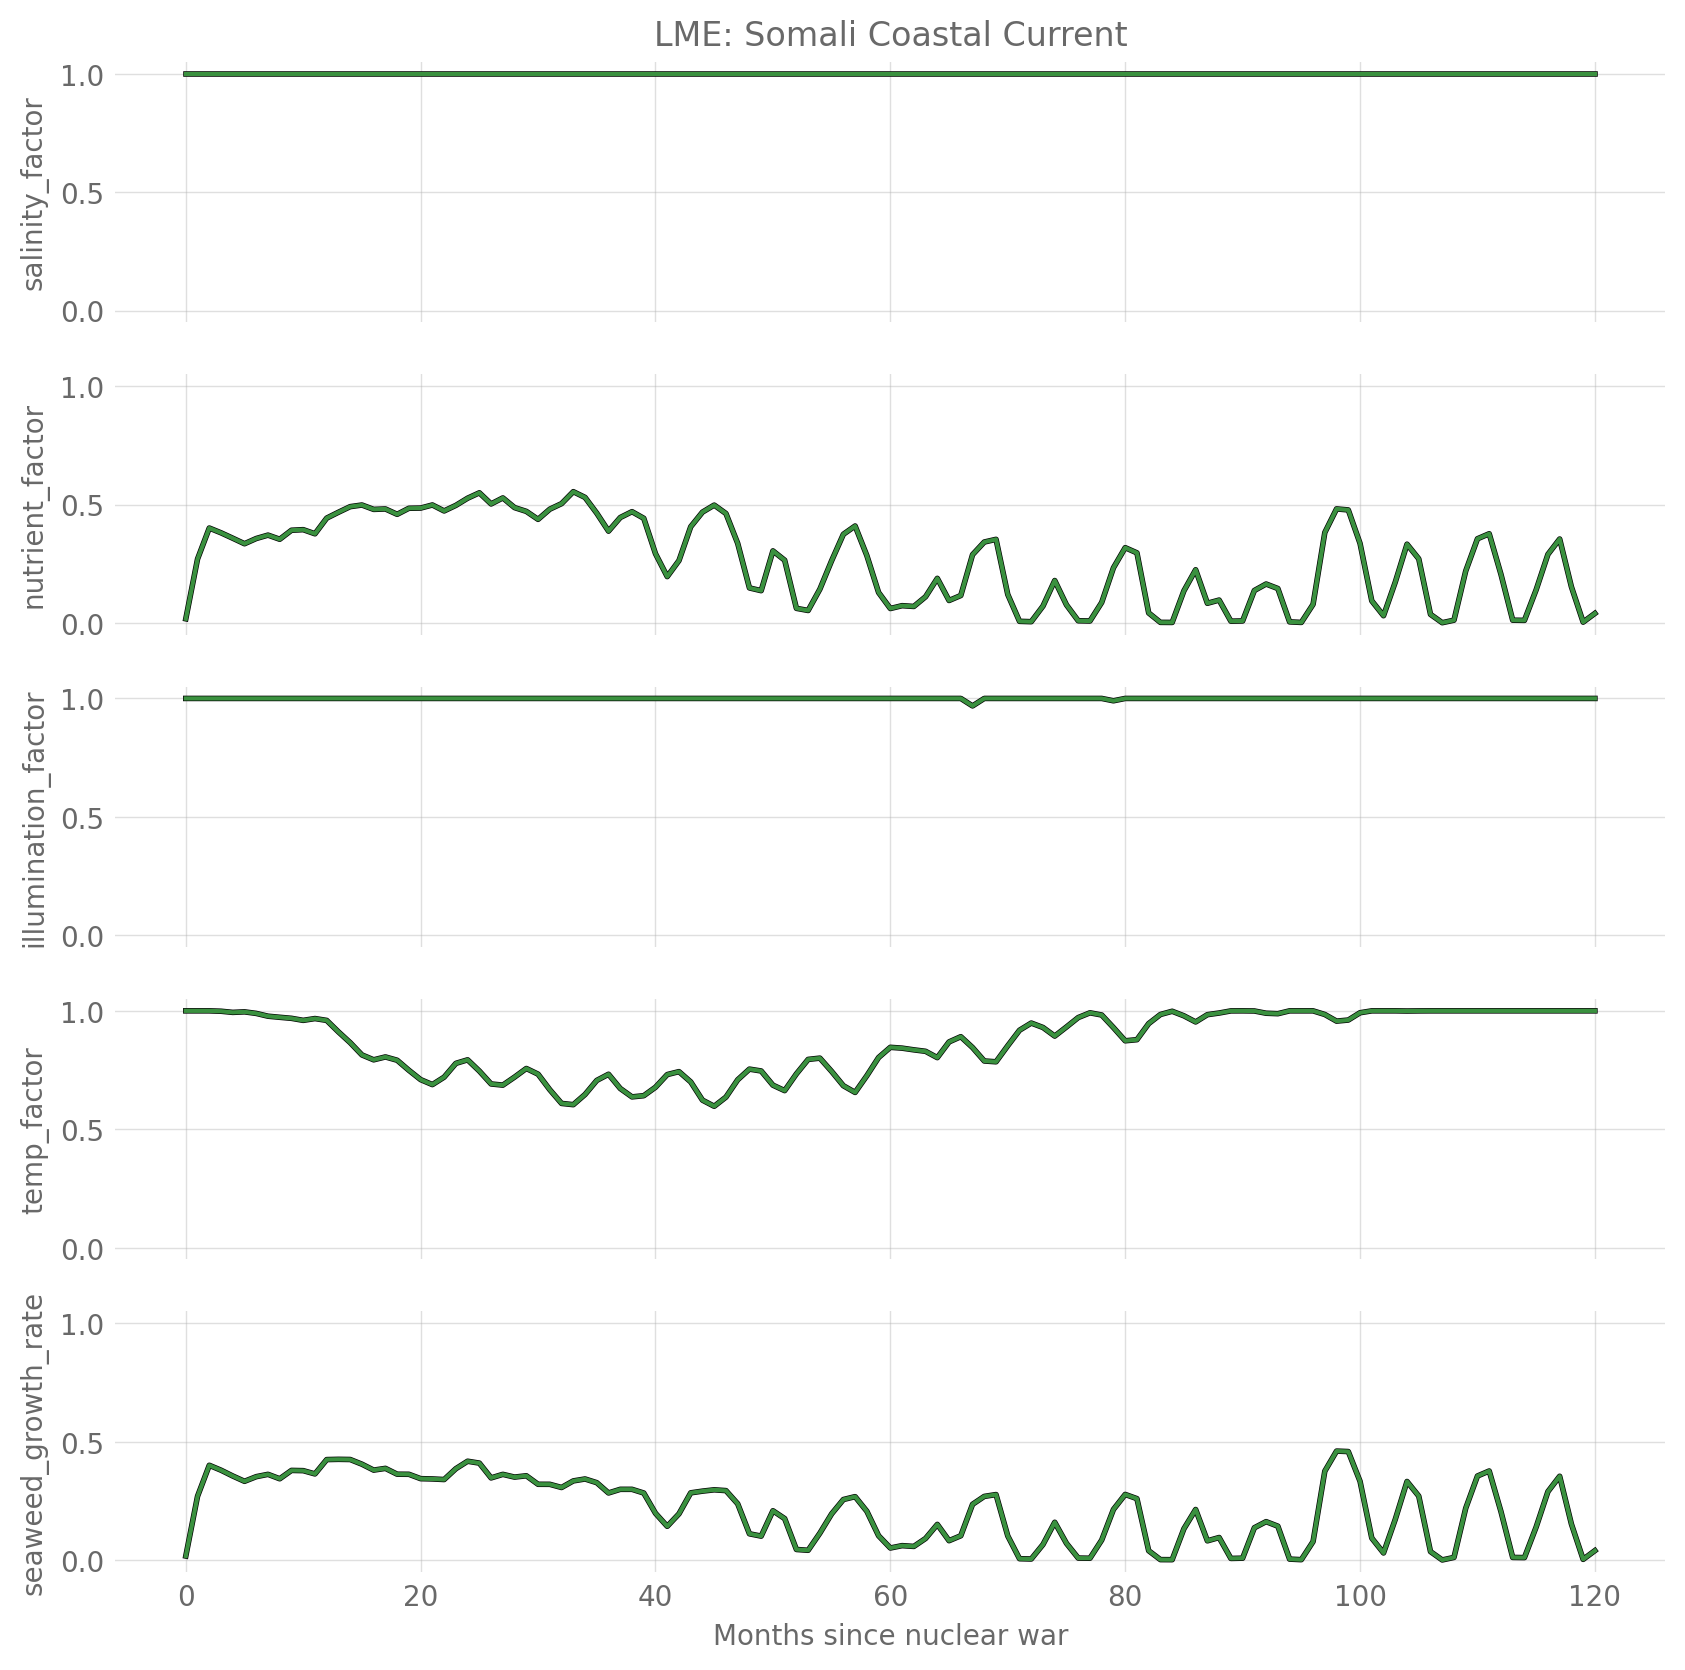 LME: Somali Coastal Current
salinity_factor
1.0
0.5
0.0
nutrient_factor
1.0
0.5
0.0
illumination_factor
1.0
0.5
0.0
temp_factor
1.0
0.5
0.0
seaweed_growth_rate
1.0
0.5
0.0
0 20 40 60 80 100 120
Months since nuclear war